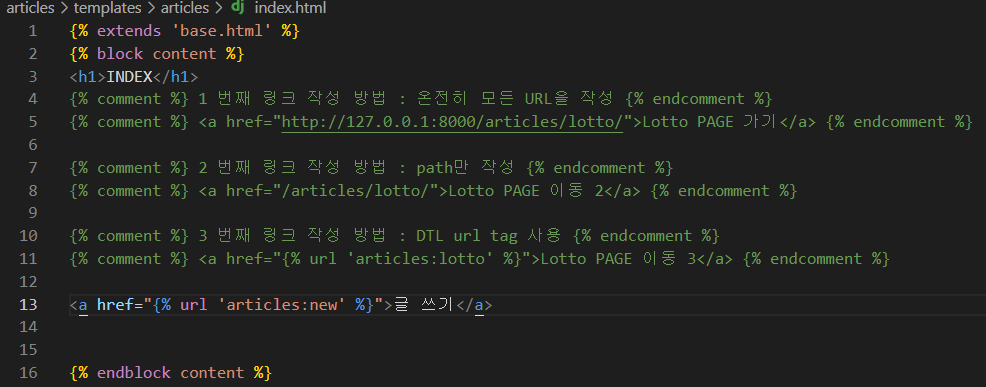 articles > templates > articles > dj index.html
1 {% extends 'base.html' %}
2 {% block content %}
3 <h1>INDEX</h1>
4 {% comment %} 1 번째 링크 작성 방법 : 온전히 모든 URL을 작성 {% endcomment %}
5 {% comment %} <a href="http://127.0.0.1:8000/articles/lotto/">Lotto PAGE 가기</a> {% endcomment %}
6
7 {% comment %} 2 번째 링크 작성 방법 : path만 작성 {% endcomment %}
8 {% comment %} <a href="/articles/lotto/">Lotto PAGE 이동 2</a> {% endcomment %}
9
10 {% comment %} 3 번째 링크 작성 방법 : DTL url tag 사용 {% endcomment %}
11 {% comment %} <a href="{% url 'articles:lotto' %}">Lotto PAGE 이동 3</a> {% endcomment %}
12
13 <a href="{% url 'articles:new' %}">글 쓰기</a>
14
15
16 {% endblock content %}